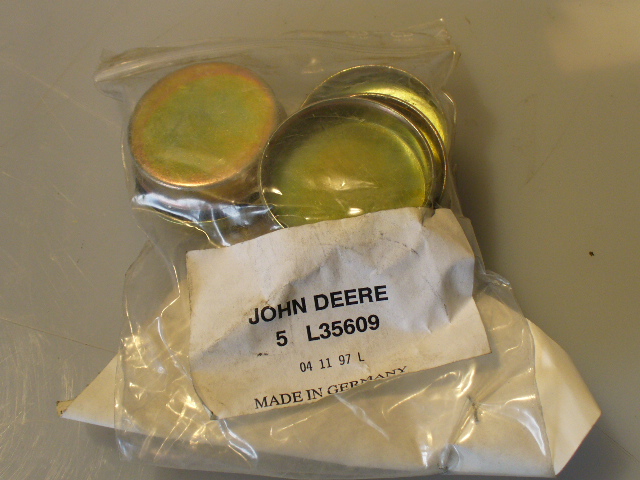 JOHN DEERE
5 L35609
04 11 97 L
MADE IN GERMANY